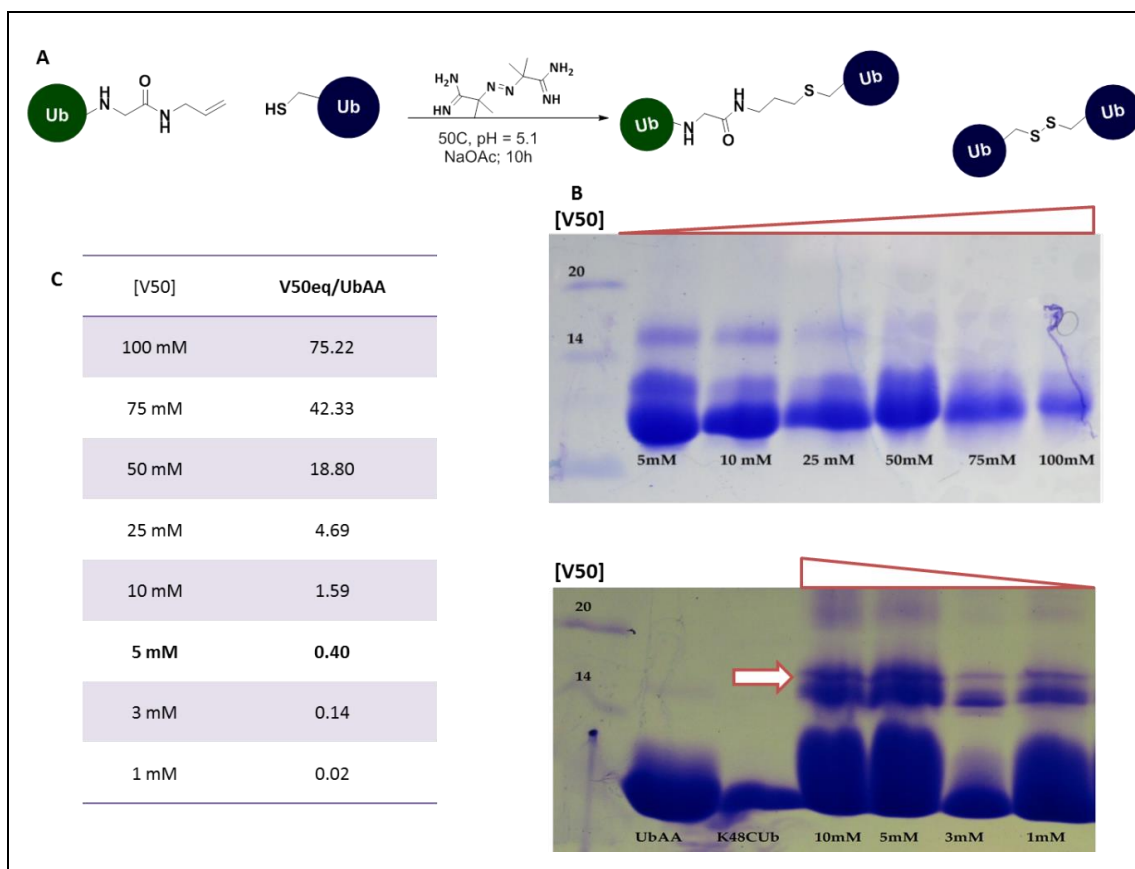 A
Ub
H
N
O
N
H
HS
Ub
H2N
HN
N
N
NH2
NH
50C, pH = 5.1
NaOAc; 10h
Ub
N
H
O
H
N
S
Ub
Ub
S
S
Ub
B
[V50]
20
14
5mM 10 mM 25 mM 50mM 75mM 100mM
C
[V50] V50eq/UbAA
100 mM 75.22
75 mM 42.33
50 mM 18.80
25 mM 4.69
10 mM 1.59
5 mM 0.40
3 mM 0.14
1 mM 0.02
[V50]
20
14
UbAA K48CUb 10mM 5mM 3mM 1mM